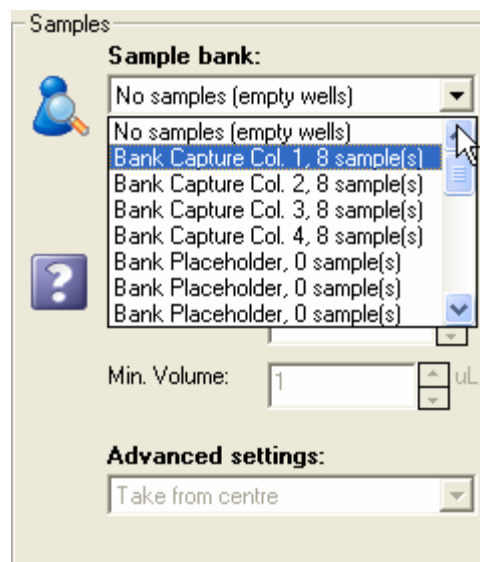 Samples
Sample bank:
No samples (empty wells)
No samples (empty wells)
Bank Capture Col. 1, 8 sample(s)
Bank Capture Col. 2, 8 sample(s)
Bank Capture Col. 3, 8 sample(s)
Bank Capture Col. 4, 8 sample(s)
Bank Placeholder, 0 sample(s)
Bank Placeholder, 0 sample(s)
Bank Placeholder, 0 sample(s)
?
Min. Volume: 1 uL
Advanced settings:
Take from centre